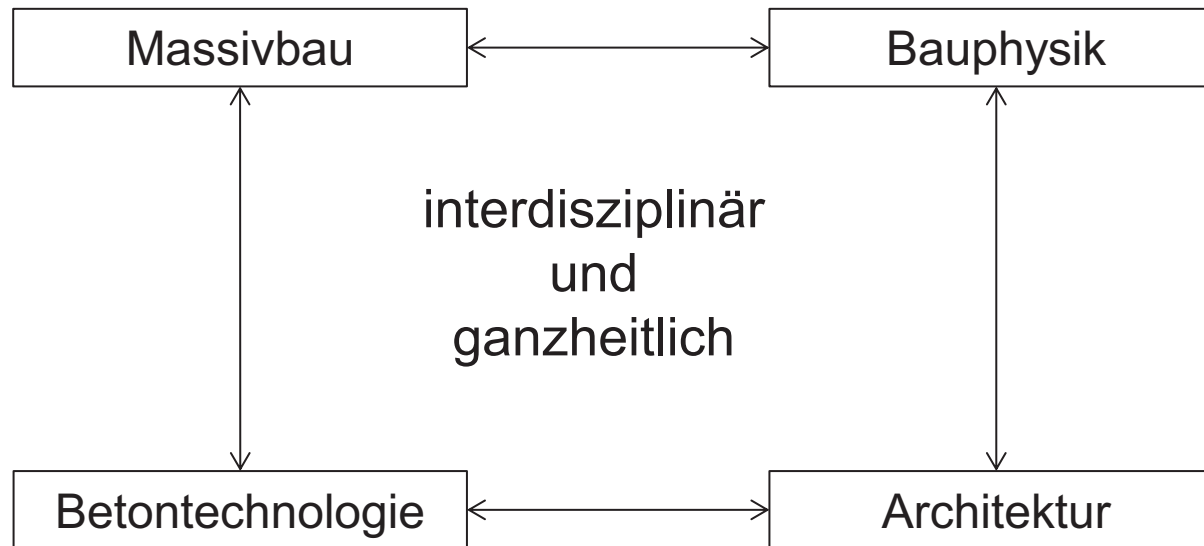 Massivbau
Bauphysik
interdisziplinär
und
ganzheitlich
Betontechnologie
Architektur